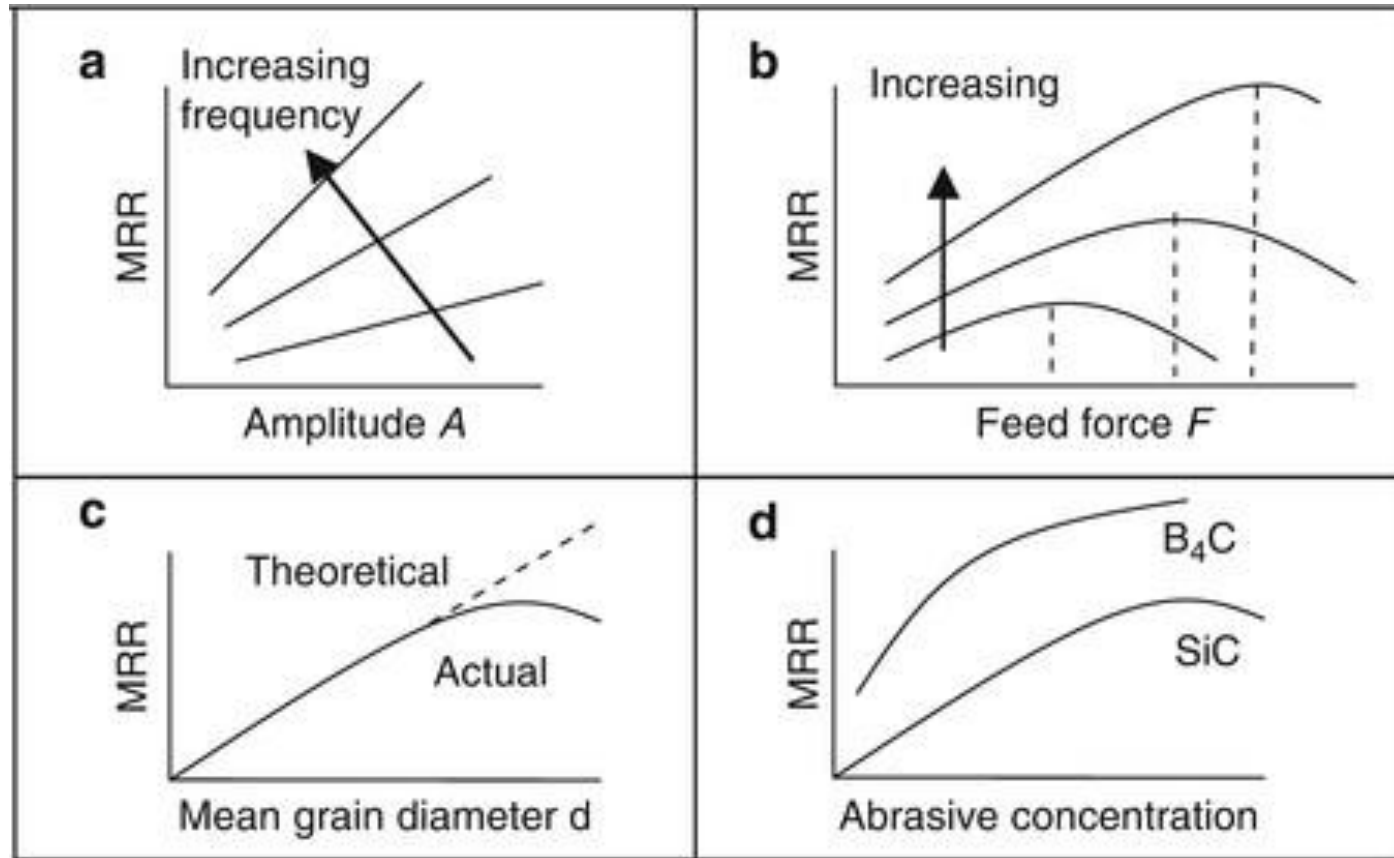 a
Increasing
frequency
MRR
Amplitude A
b
Increasing
MRR
Feed force F
c
Theoretical
Actual
MRR
Mean grain diameter d
d
B₄C
SiC
MRR
Abrasive concentration